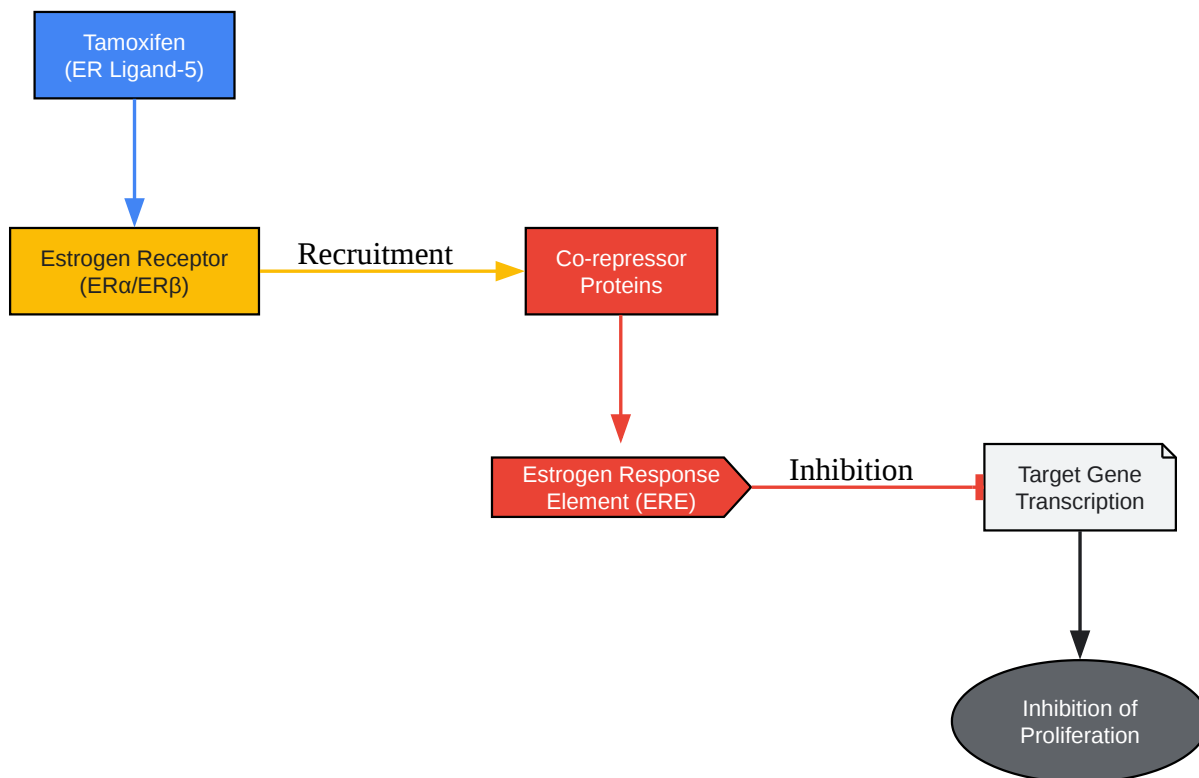 Tamoxifen
(ER Ligand-5)
Estrogen Receptor
(ERα/ERβ)
Recruitment
Co-repressor
Proteins
Estrogen Response
Element (ERE)
Inhibition
Target Gene
Transcription
Inhibition of
Proliferation